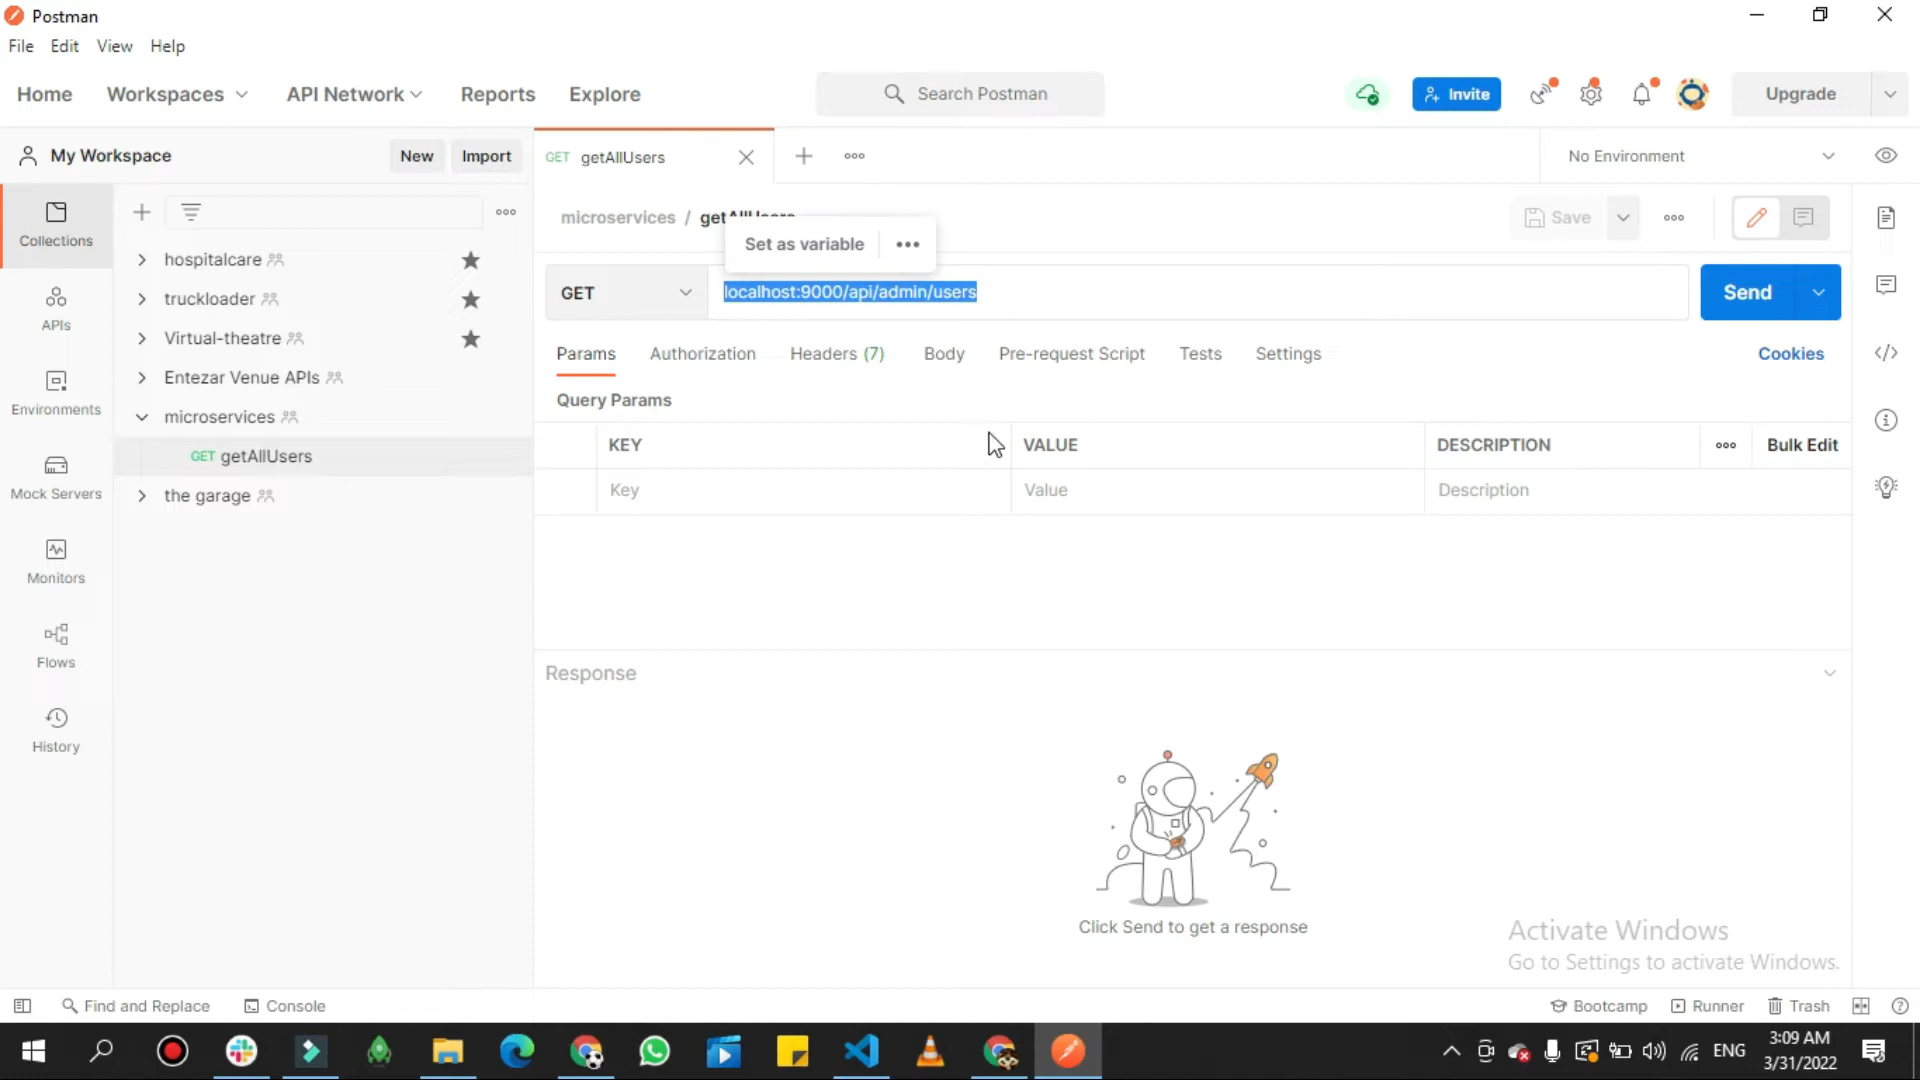 Postman
File Edit View Help
Home Workspaces API Network Reports Explore Search Postman Invite Upgrade
My Workspace New Import GET getAllUsers No Environment
microservices / getAllUsers Save
Set as variable
GET localhost:9000/api/admin/users Send
Params Authorization Headers (7) Body Pre-request Script Tests Settings Cookies
Query Params
KEY VALUE DESCRIPTION Bulk Edit
Key Value Description
Collections
APIs
Environments
Mock Servers
Monitors
Flows
History
hospitalcare
truckloader
Virtual-theatre
Entezar Venue APIs
microservices
GET getAllUsers
the garage
Response
Click Send to get a response
Activate Windows
Go to Settings to activate Windows.
Find and Replace Console Bootcamp Runner Trash
ENG 3:09 AM
3/31/2022